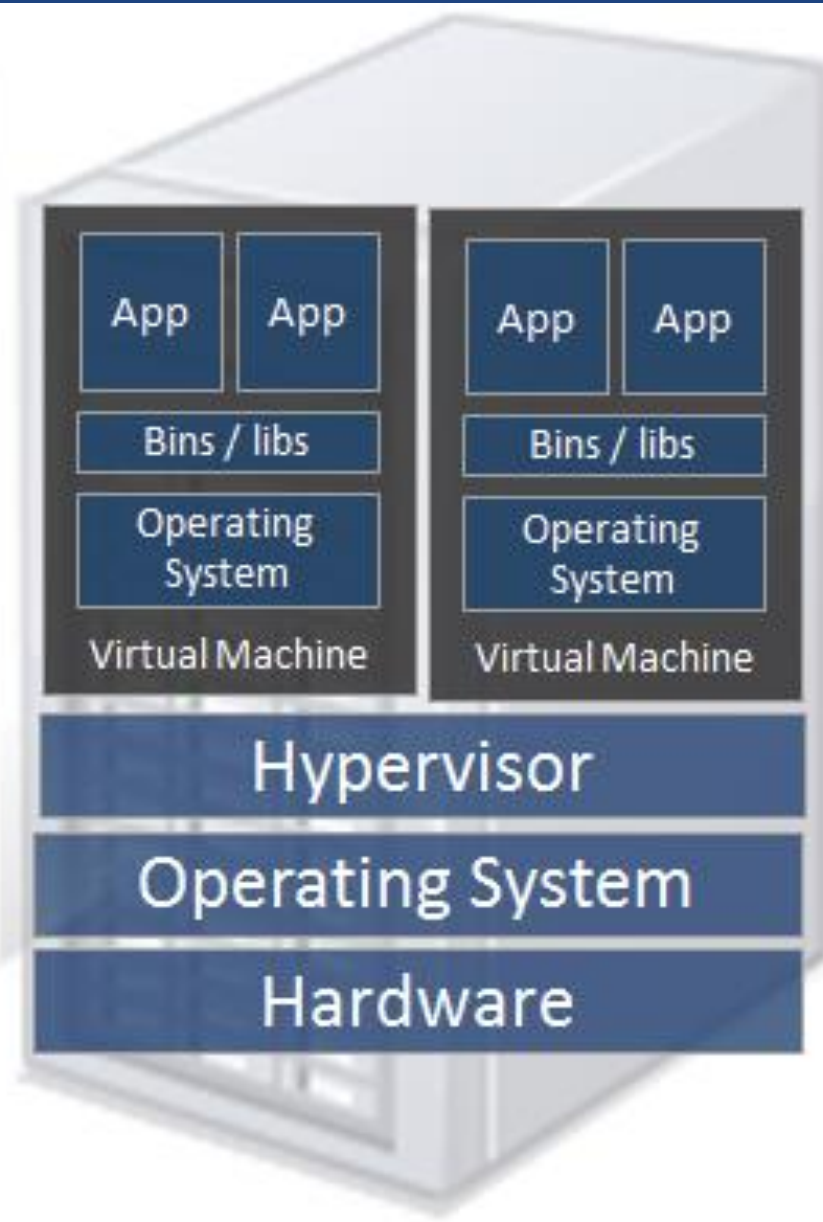 App App
Bins / libs
Operating
System
Virtual Machine
App App
Bins / libs
Operating
System
Virtual Machine
Hypervisor
Operating System
Hardware